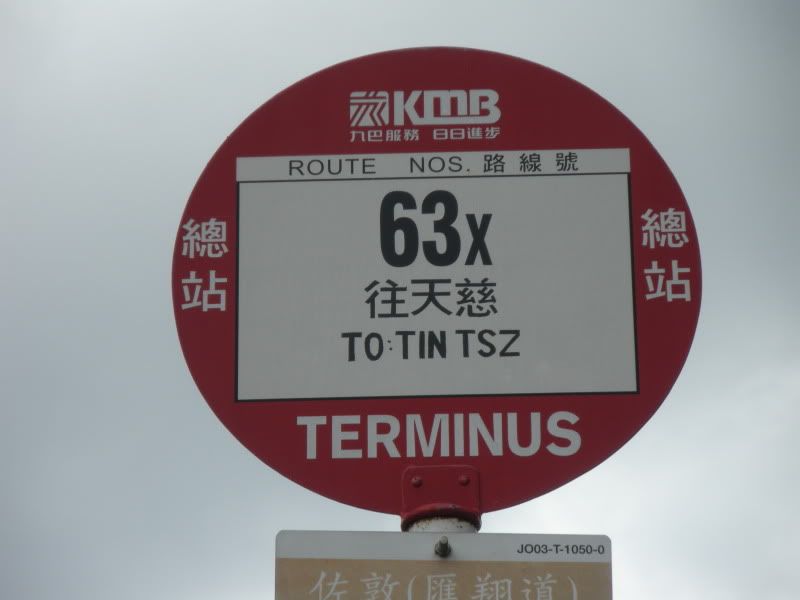 KMB
九巴服務 日日進步
ROUTE NOS. 路線號
63X
往天慈
TO:TIN TSZ
總站
總站
TERMINUS
JO03-T-1050-0
佐敦(匯翔道)